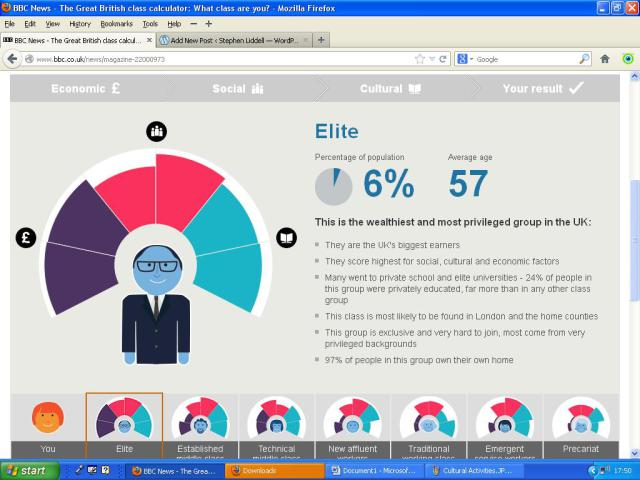 BBC News - The Great British class calculator: What class are you? - Mozilla Firefox
File Edit View History Bookmarks Tools Help
BBC News - The Great British class calcul...
Add New Post ‹ Stephen Liddell — WordP...
www.bbc.co.uk/news/magazine-22000973
Google
Economic £
Social
Cultural
Your result
Elite
Percentage of population
Average age
6%
57
£
This is the wealthiest and most privileged group in the UK:
They are the UK's biggest earners
They score highest for social, cultural and economic factors
Many went to private school and elite universities - 24% of people in
this group were privately educated, far more than in any other class
group
This class is most likely to be found in London and the home counties
This group is exclusive and very hard to join, most come from very
privileged backgrounds
97% of people in this group own their own home
You
Elite
Established
middle class
Technical
middle class
New affluent
workers
Traditional
working class
Emergent
service workers
Precariat
start
BBC News - The Grea...
Downloads
Document1 - Microsof...
Cultural Activities.JP...
17:50